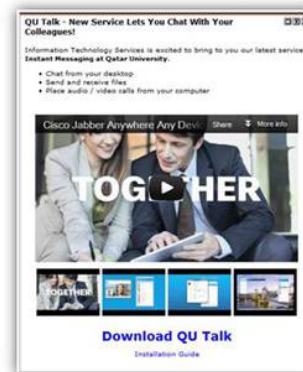 QU Talk - New Service Lets You Chat With Your
Colleagues!
Information Technology Services is excited to bring to you our latest service
Instant Messaging at Qatar University.
Chat from your desktop
Send and receive files
Place audio / video calls from your computer
Cisco Jabber Anywhere Any Devic Share More info
TOGETHER
TOGETHER
Download QU Talk
Installation Guide